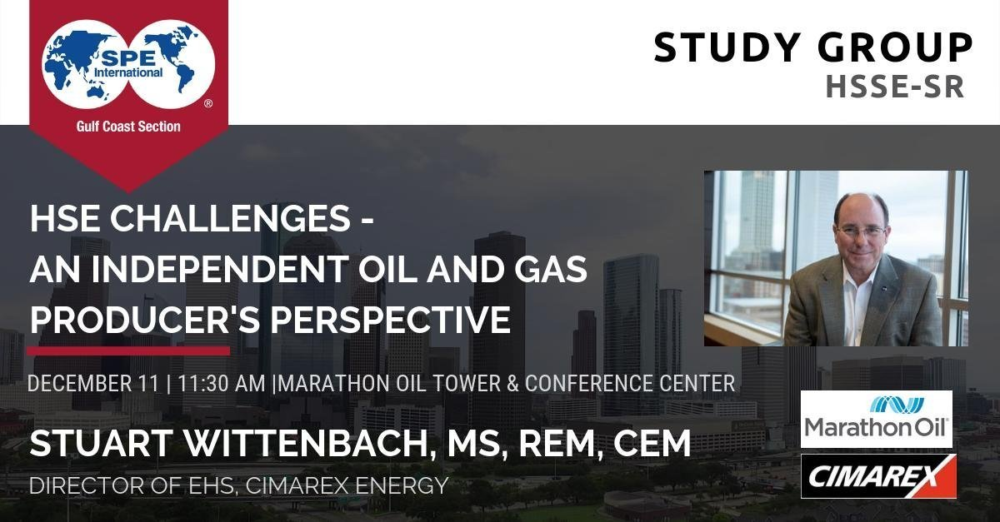 SPE
International
®
Gulf Coast Section
STUDY GROUP
HSSE-SR
HSE CHALLENGES -
AN INDEPENDENT OIL AND GAS
PRODUCER'S PERSPECTIVE
DECEMBER 11 | 11:30 AM |MARATHON OIL TOWER & CONFERENCE CENTER
STUART WITTENBACH, MS, REM, CEM
DIRECTOR OF EHS, CIMAREX ENERGY
Marathon Oil®
CIMAREX